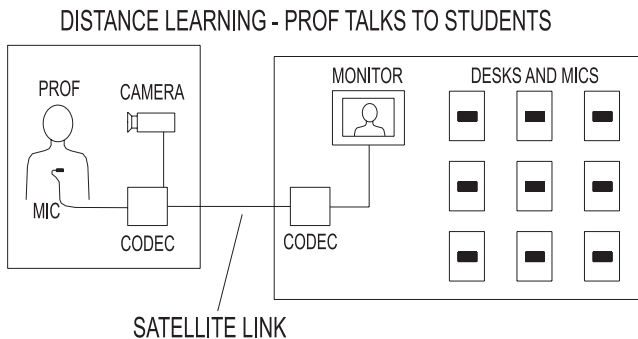 DISTANCE LEARNING - PROF TALKS TO STUDENTS
PROF
CAMERA
MIC
CODEC
SATELLITE LINK
MONITOR
DESKS AND MICS
CODEC